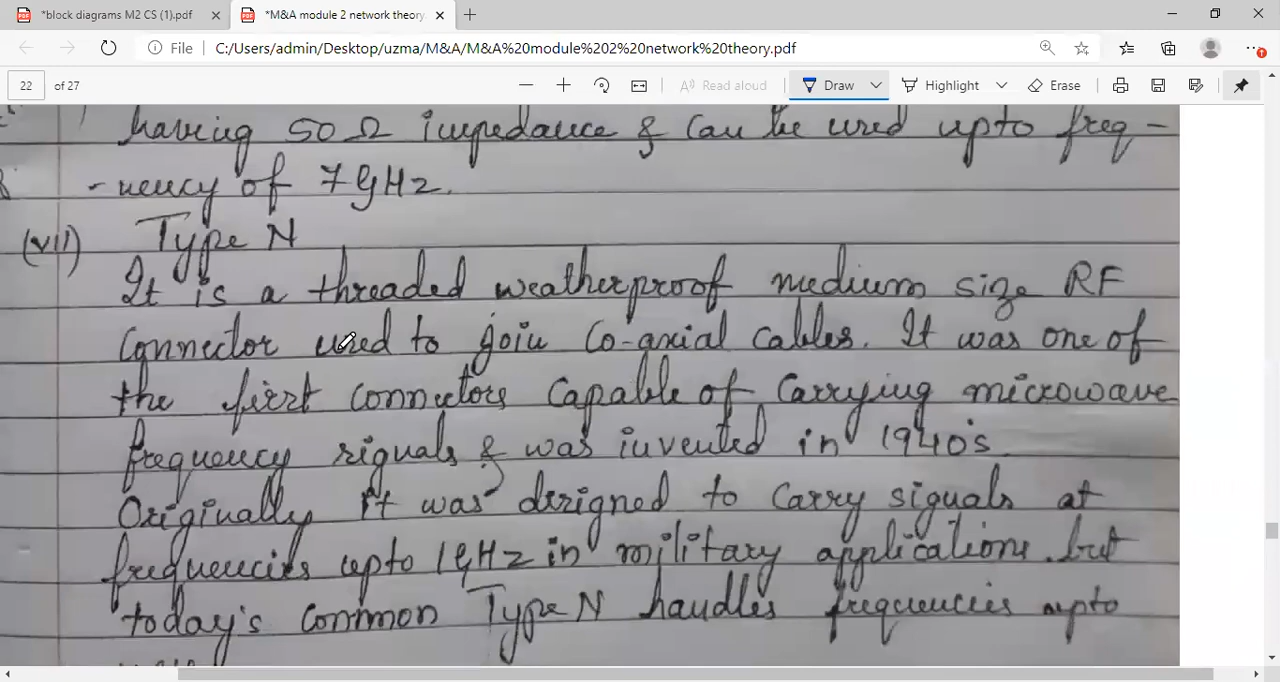 *block diagrams M2 CS (1).pdf
*M&A module 2 network theory.
File
C:/Users/admin/Desktop/uzma/M&A/M&A%20module%202%20network%20theory.pdf
22 of 27
Read aloud
Draw
Highlight
Erase
having 50 Ω impedance & can be used upto freq-
-uency of 7 GHz.
(vii) Type N
It is a threaded weatherproof medium size RF
connector used to join Co-axial cables. It was one of
the first connectors capable of carrying microwave
frequency signals & was invented in 1940's.
Originally it was designed to carry signals at
frequencies upto 1 GHz in military applications. but
today's common Type N handles frequencies upto